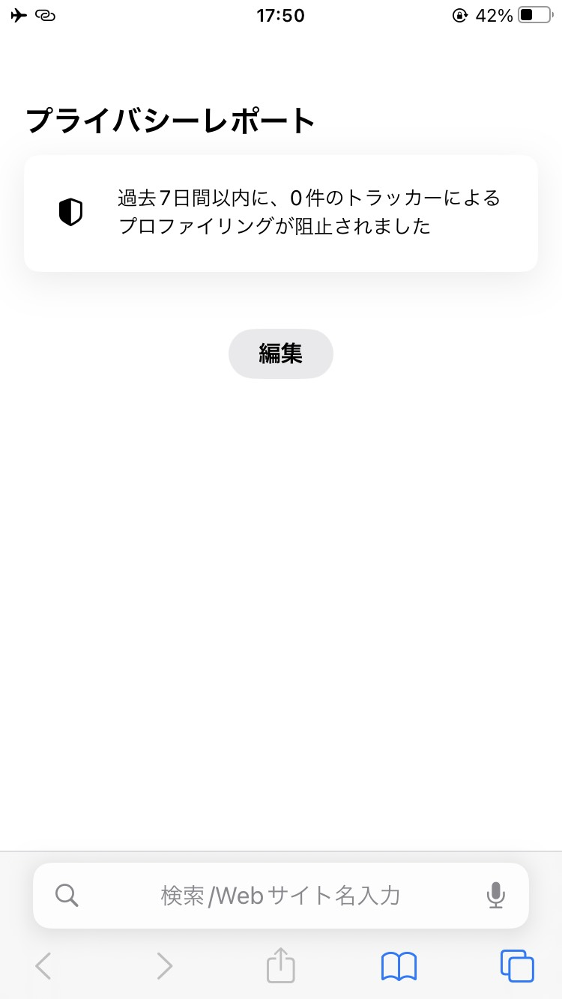 17:50
42%
プライバシーレポート
過去7日間以内に、0件のトラッカーによる
プロファイリングが阻止されました
編集
検索/Webサイト名入力